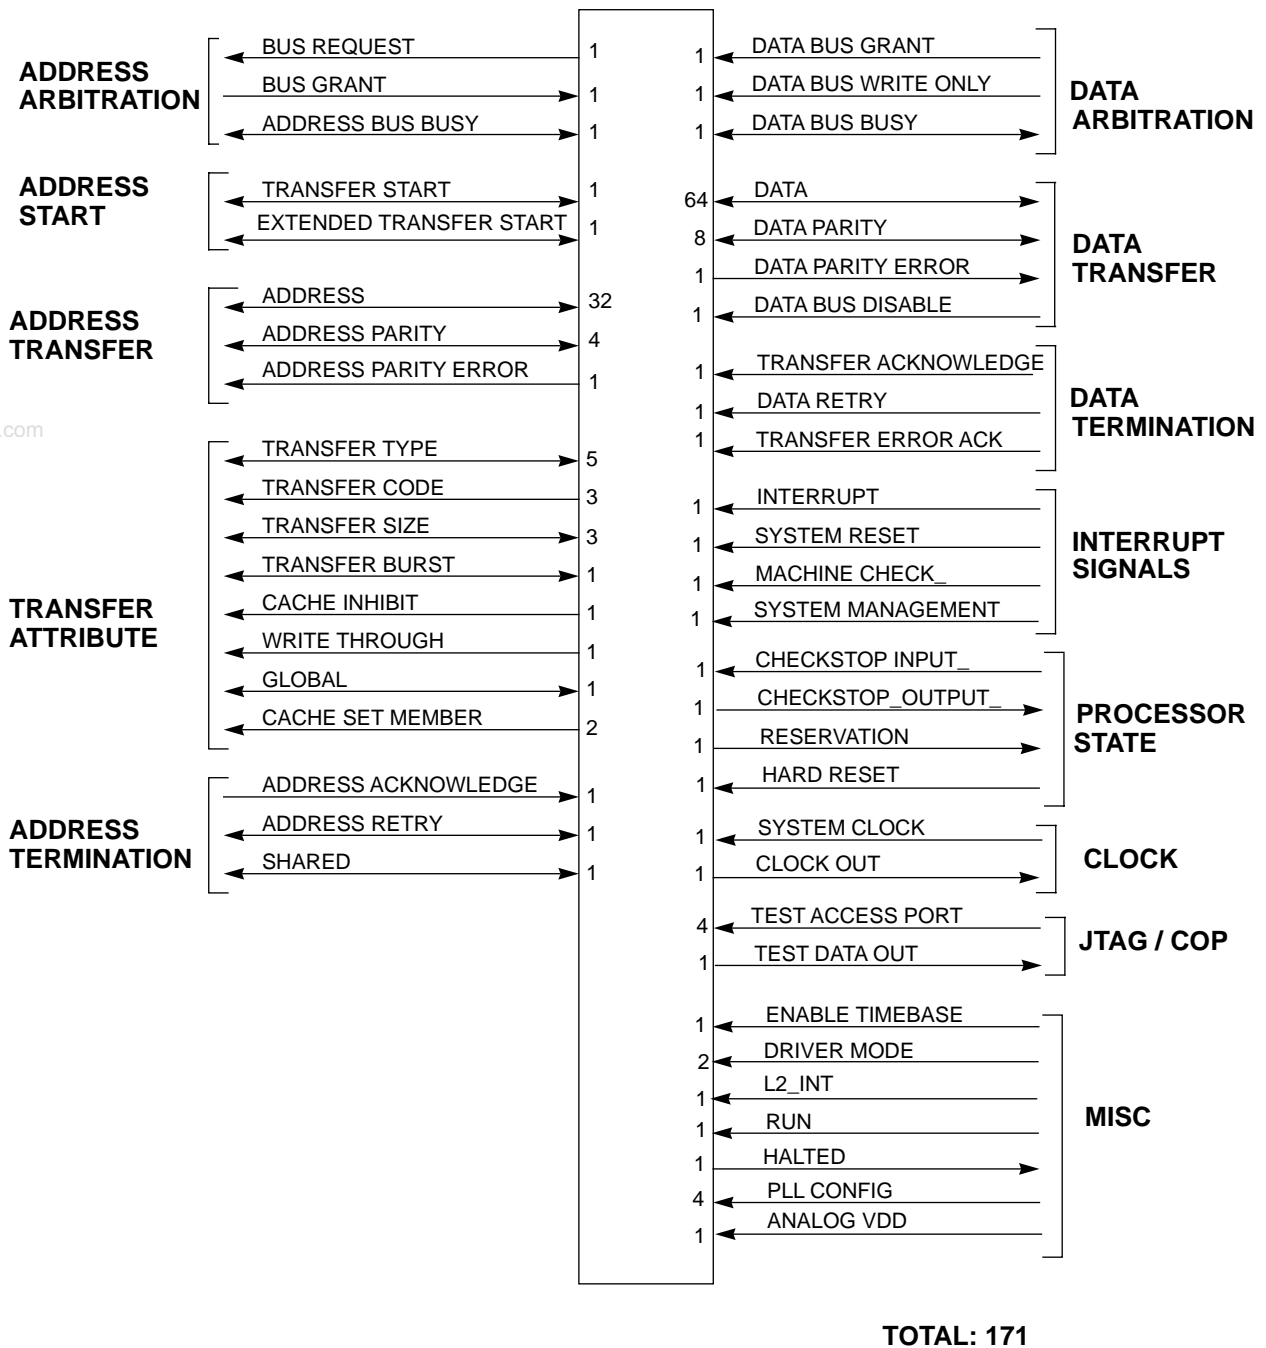 ADDRESS
ARBITRATION
BUS REQUEST 1
BUS GRANT 1
ADDRESS BUS BUSY 1
ADDRESS
START
TRANSFER START 1
EXTENDED TRANSFER START 1
ADDRESS
TRANSFER
ADDRESS 32
ADDRESS PARITY 4
ADDRESS PARITY ERROR 1
.com
TRANSFER
ATTRIBUTE
TRANSFER TYPE 5
TRANSFER CODE 3
TRANSFER SIZE 3
TRANSFER BURST 1
CACHE INHIBIT 1
WRITE THROUGH 1
GLOBAL 1
CACHE SET MEMBER 2
ADDRESS
TERMINATION
ADDRESS ACKNOWLEDGE 1
ADDRESS RETRY 1
SHARED 1
1 DATA BUS GRANT
1 DATA BUS WRITE ONLY
1 DATA BUS BUSY
DATA
ARBITRATION
64 DATA
8 DATA PARITY
1 DATA PARITY ERROR
1 DATA BUS DISABLE
DATA
TRANSFER
1 TRANSFER ACKNOWLEDGE
1 DATA RETRY
1 TRANSFER ERROR ACK
DATA
TERMINATION
1 INTERRUPT
1 SYSTEM RESET
1 MACHINE CHECK_
1 SYSTEM MANAGEMENT
INTERRUPT
SIGNALS
1 CHECKSTOP INPUT_
1 CHECKSTOP_OUTPUT_
1 RESERVATION
1 HARD RESET
PROCESSOR
STATE
1 SYSTEM CLOCK
1 CLOCK OUT
CLOCK
4 TEST ACCESS PORT
1 TEST DATA OUT
JTAG / COP
1 ENABLE TIMEBASE
2 DRIVER MODE
1 L2_INT
1 RUN
1 HALTED
4 PLL CONFIG
1 ANALOG VDD
MISC
TOTAL: 171